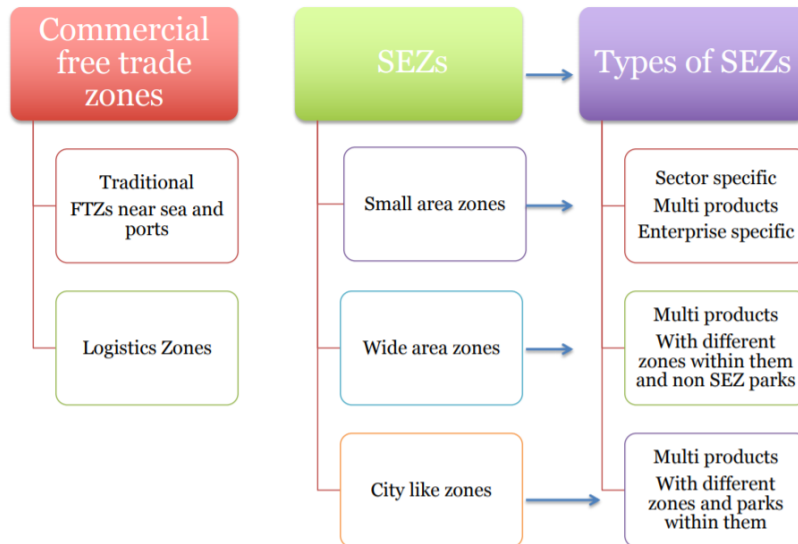 Commercial
free trade
zones
Traditional
FTZs near sea and
ports
Logistics Zones
SEZs
Small area zones
Wide area zones
City like zones
Types of SEZs
Sector specific
Multi products
Enterprise specific
Multi products
With different
zones within them
and non SEZ parks
Multi products
With different
zones and parks
within them